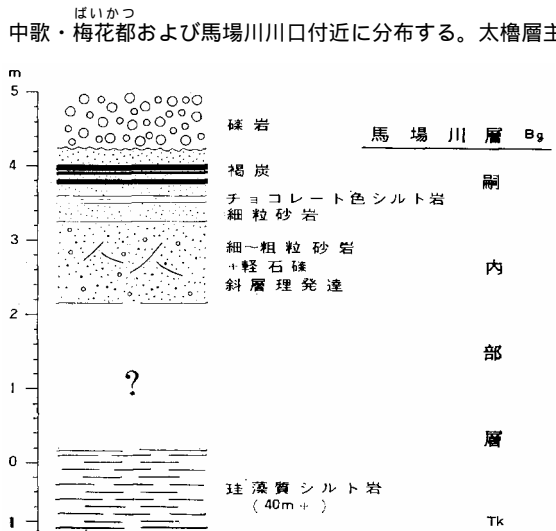 ばいかつ
中歌・梅花都および馬場川川口付近に分布する。太櫓層主
m
5
礫岩
馬場川層 Bg
4
褐炭
嗣
チョコレート色シルト岩
細粒砂岩
3
細〜粗粒砂岩
+軽石礫
内
斜層理発達
2
部
?
1
層
0
珪藻質シルト岩
(40m+)
1
Tk